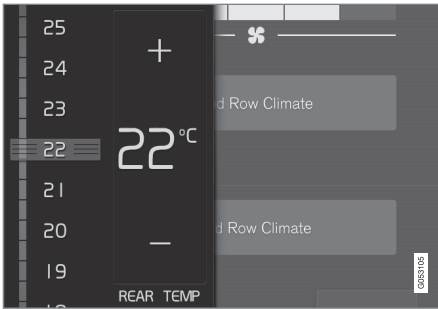 25
24
23
22
21
20
19
+
22°C
−
REAR TEMP
d Row Climate
d Row Climate
G053105